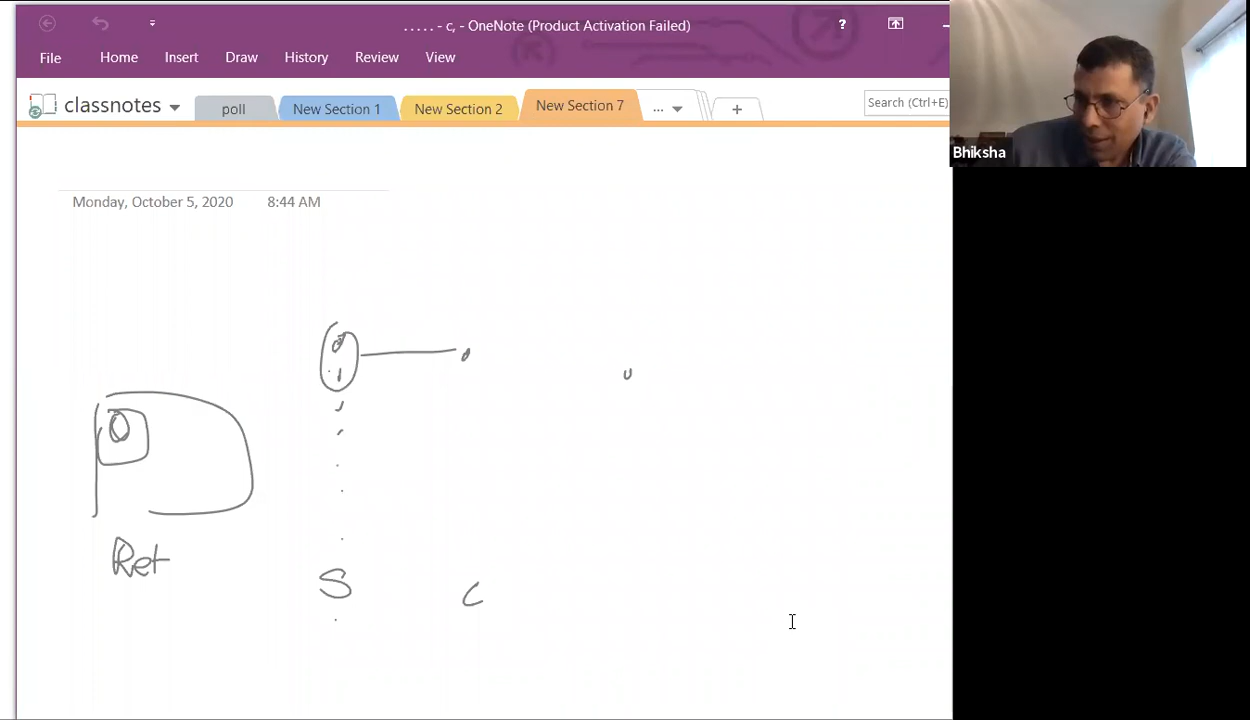 . . . . . - c, - OneNote (Product Activation Failed)
?
File Home Insert Draw History Review View
classnotes poll New Section 1 New Section 2 New Section 7 ... + Search (Ctrl+E)
Bhiksha
Monday, October 5, 2020 8:44 AM
Ret
S C